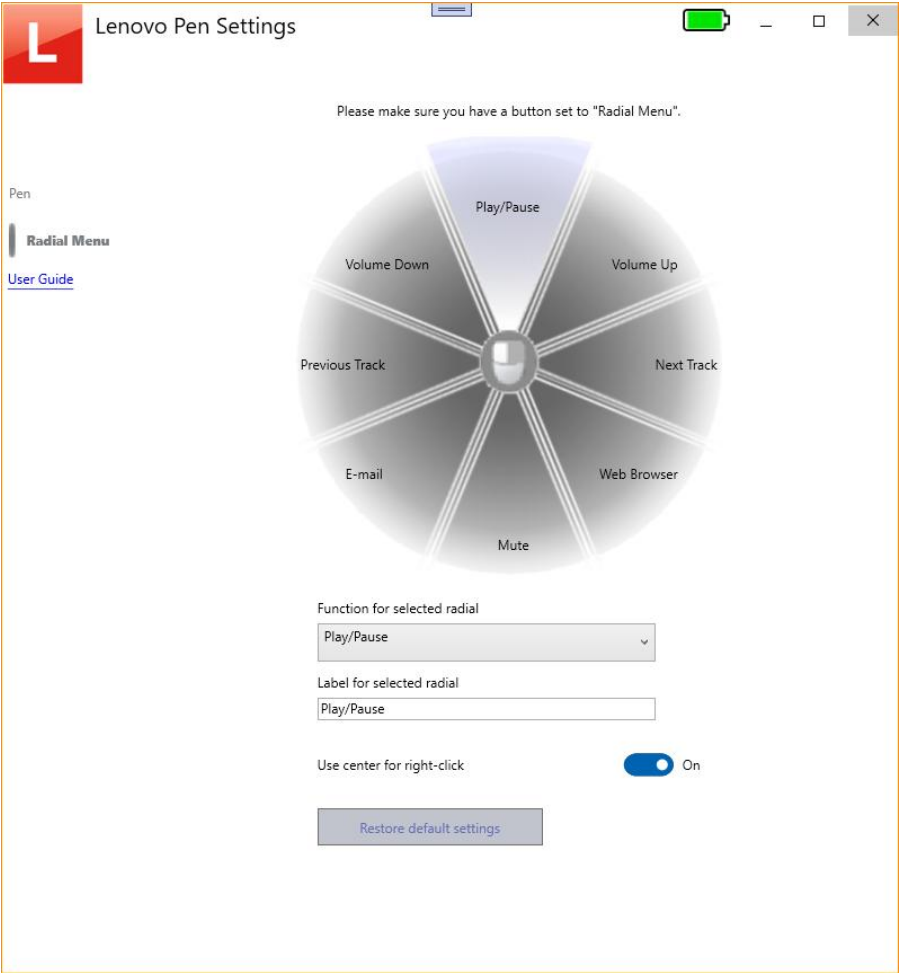 L
Lenovo Pen Settings
Please make sure you have a button set to "Radial Menu".
Pen
Radial Menu
User Guide
Play/Pause
Volume Down
Volume Up
Previous Track
Next Track
E-mail
Web Browser
Mute
Function for selected radial
Play/Pause
Label for selected radial
Play/Pause
Use center for right-click
On
Restore default settings